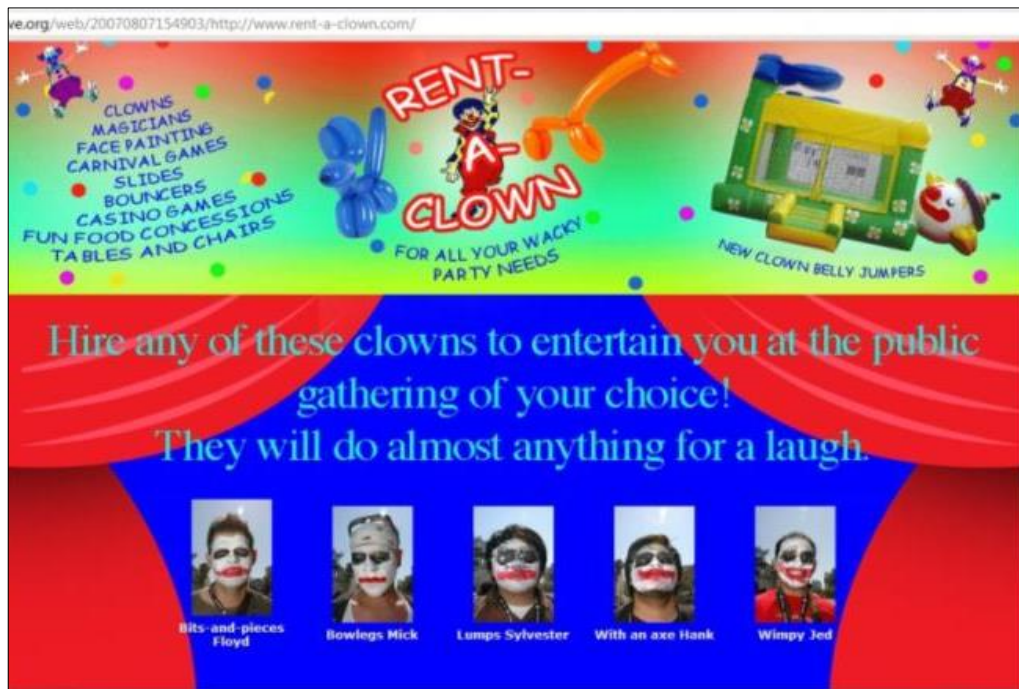 ve.org/web/20070807154903/http://www.rent-a-clown.com/
CLOWNS
MAGICIANS
FACE PAINTING
CARNIVAL GAMES
SLIDES
BOUNCERS
CASINO GAMES
FUN FOOD CONCESSIONS
TABLES AND CHAIRS
RENT-
A-
CLOWN
FOR ALL YOUR WACKY
PARTY NEEDS
NEW CLOWN BELLY JUMPERS
Hire any of these clowns to entertain you at the public
gathering of your choice!
They will do almost anything for a laugh.
Bits-and-pieces
Floyd
Bowlegs Mick
Lumps Sylvester
With an axe Hank
Wimpy Jed